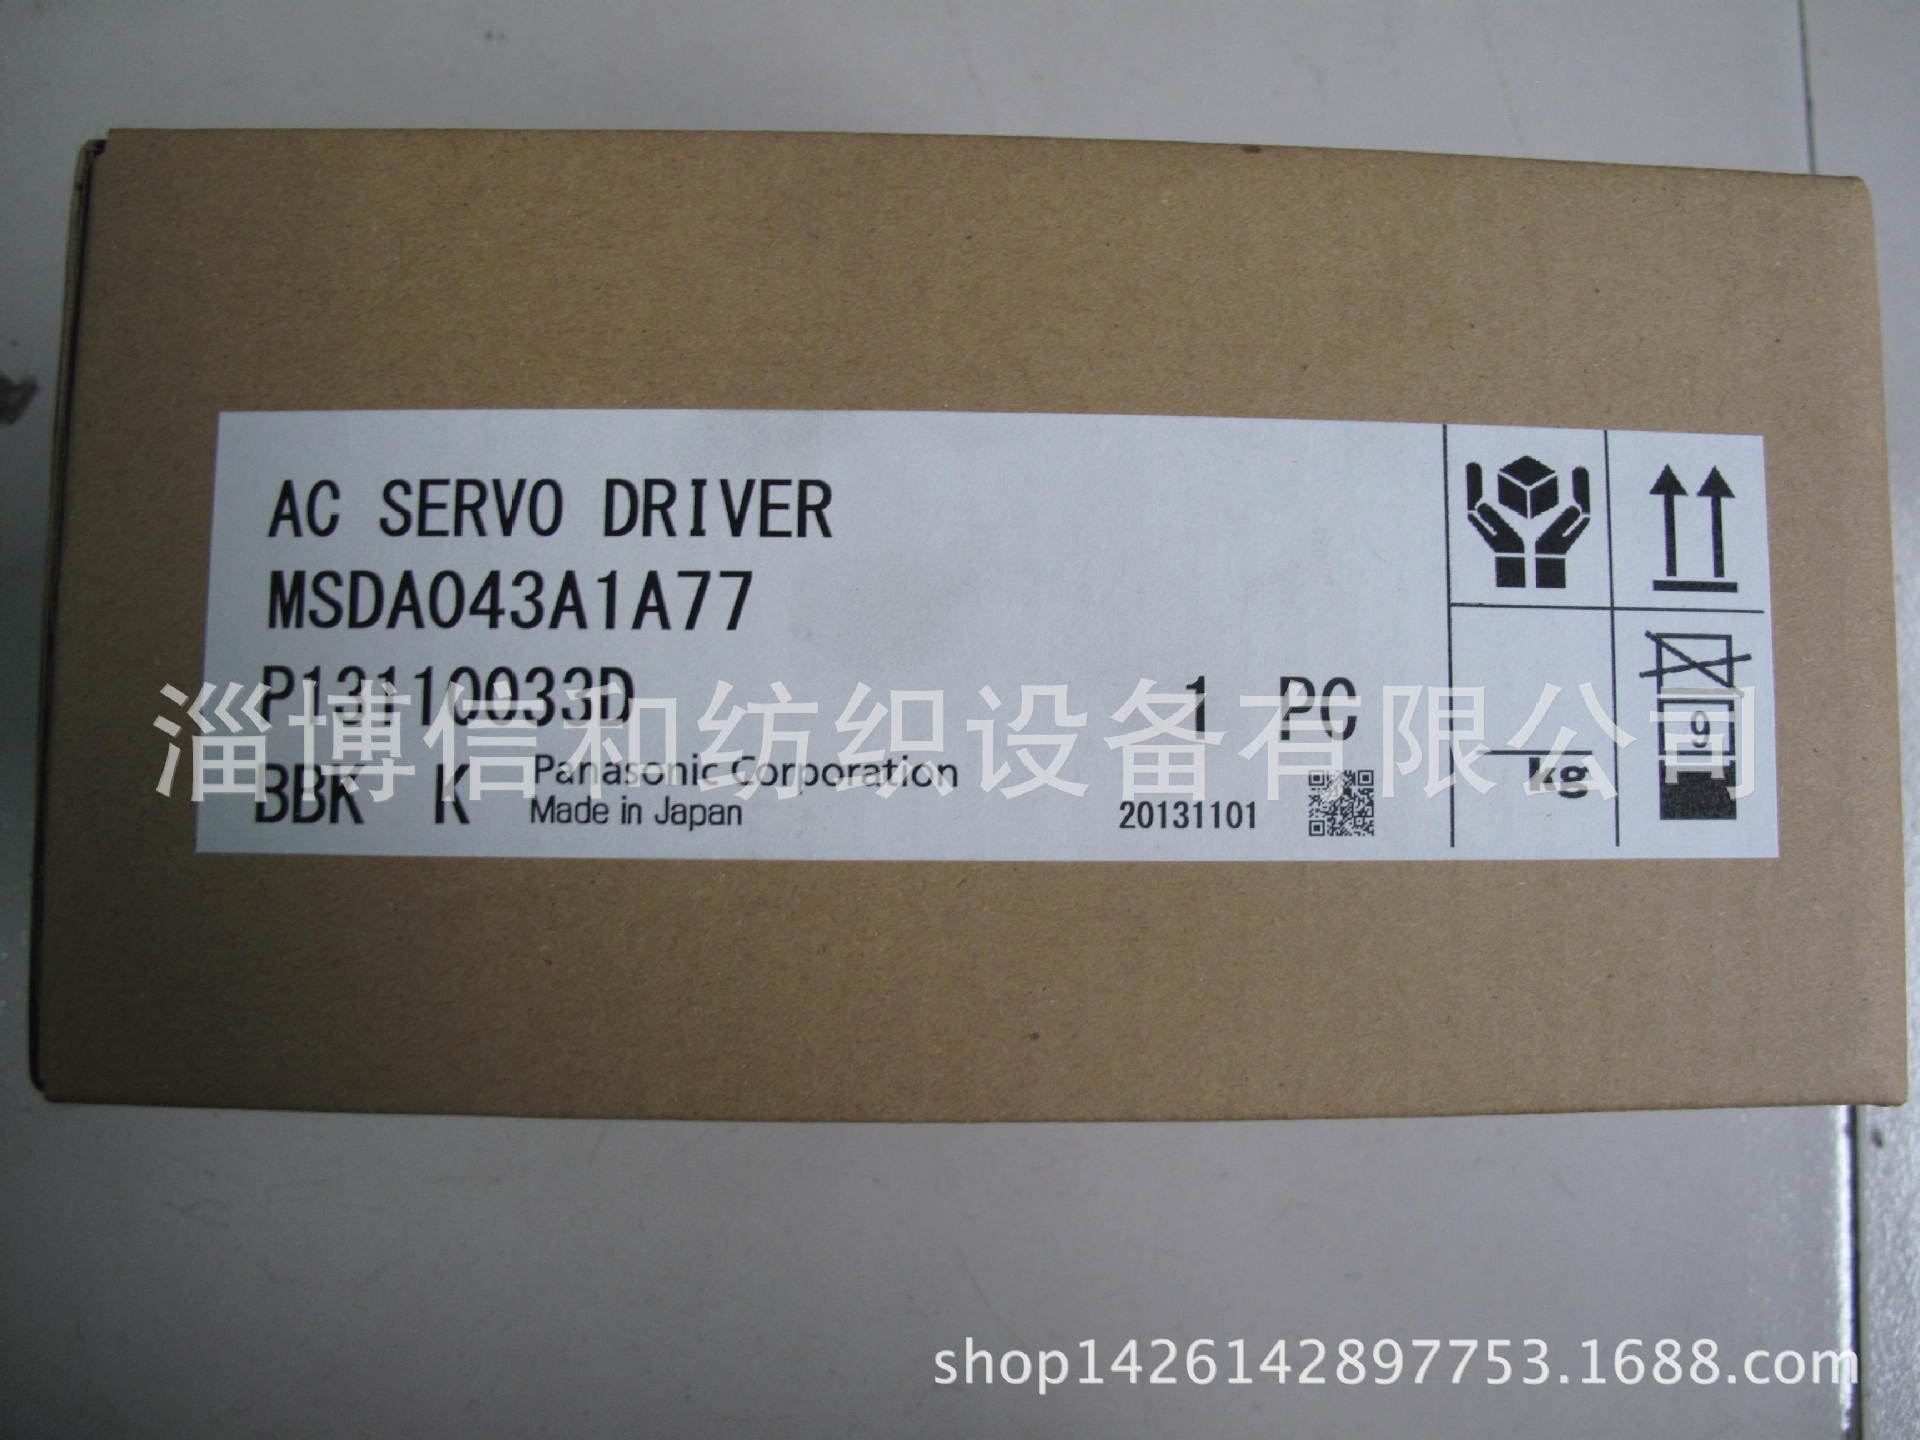 AC SERVO DRIVER
MSDA043A1A77
P13110033D 1 PC
淄博信和纺织设备有限公司
BBK K Panasonic Corporation
Made in Japan 20131101
kg
9
shop1426142897753.1688.com